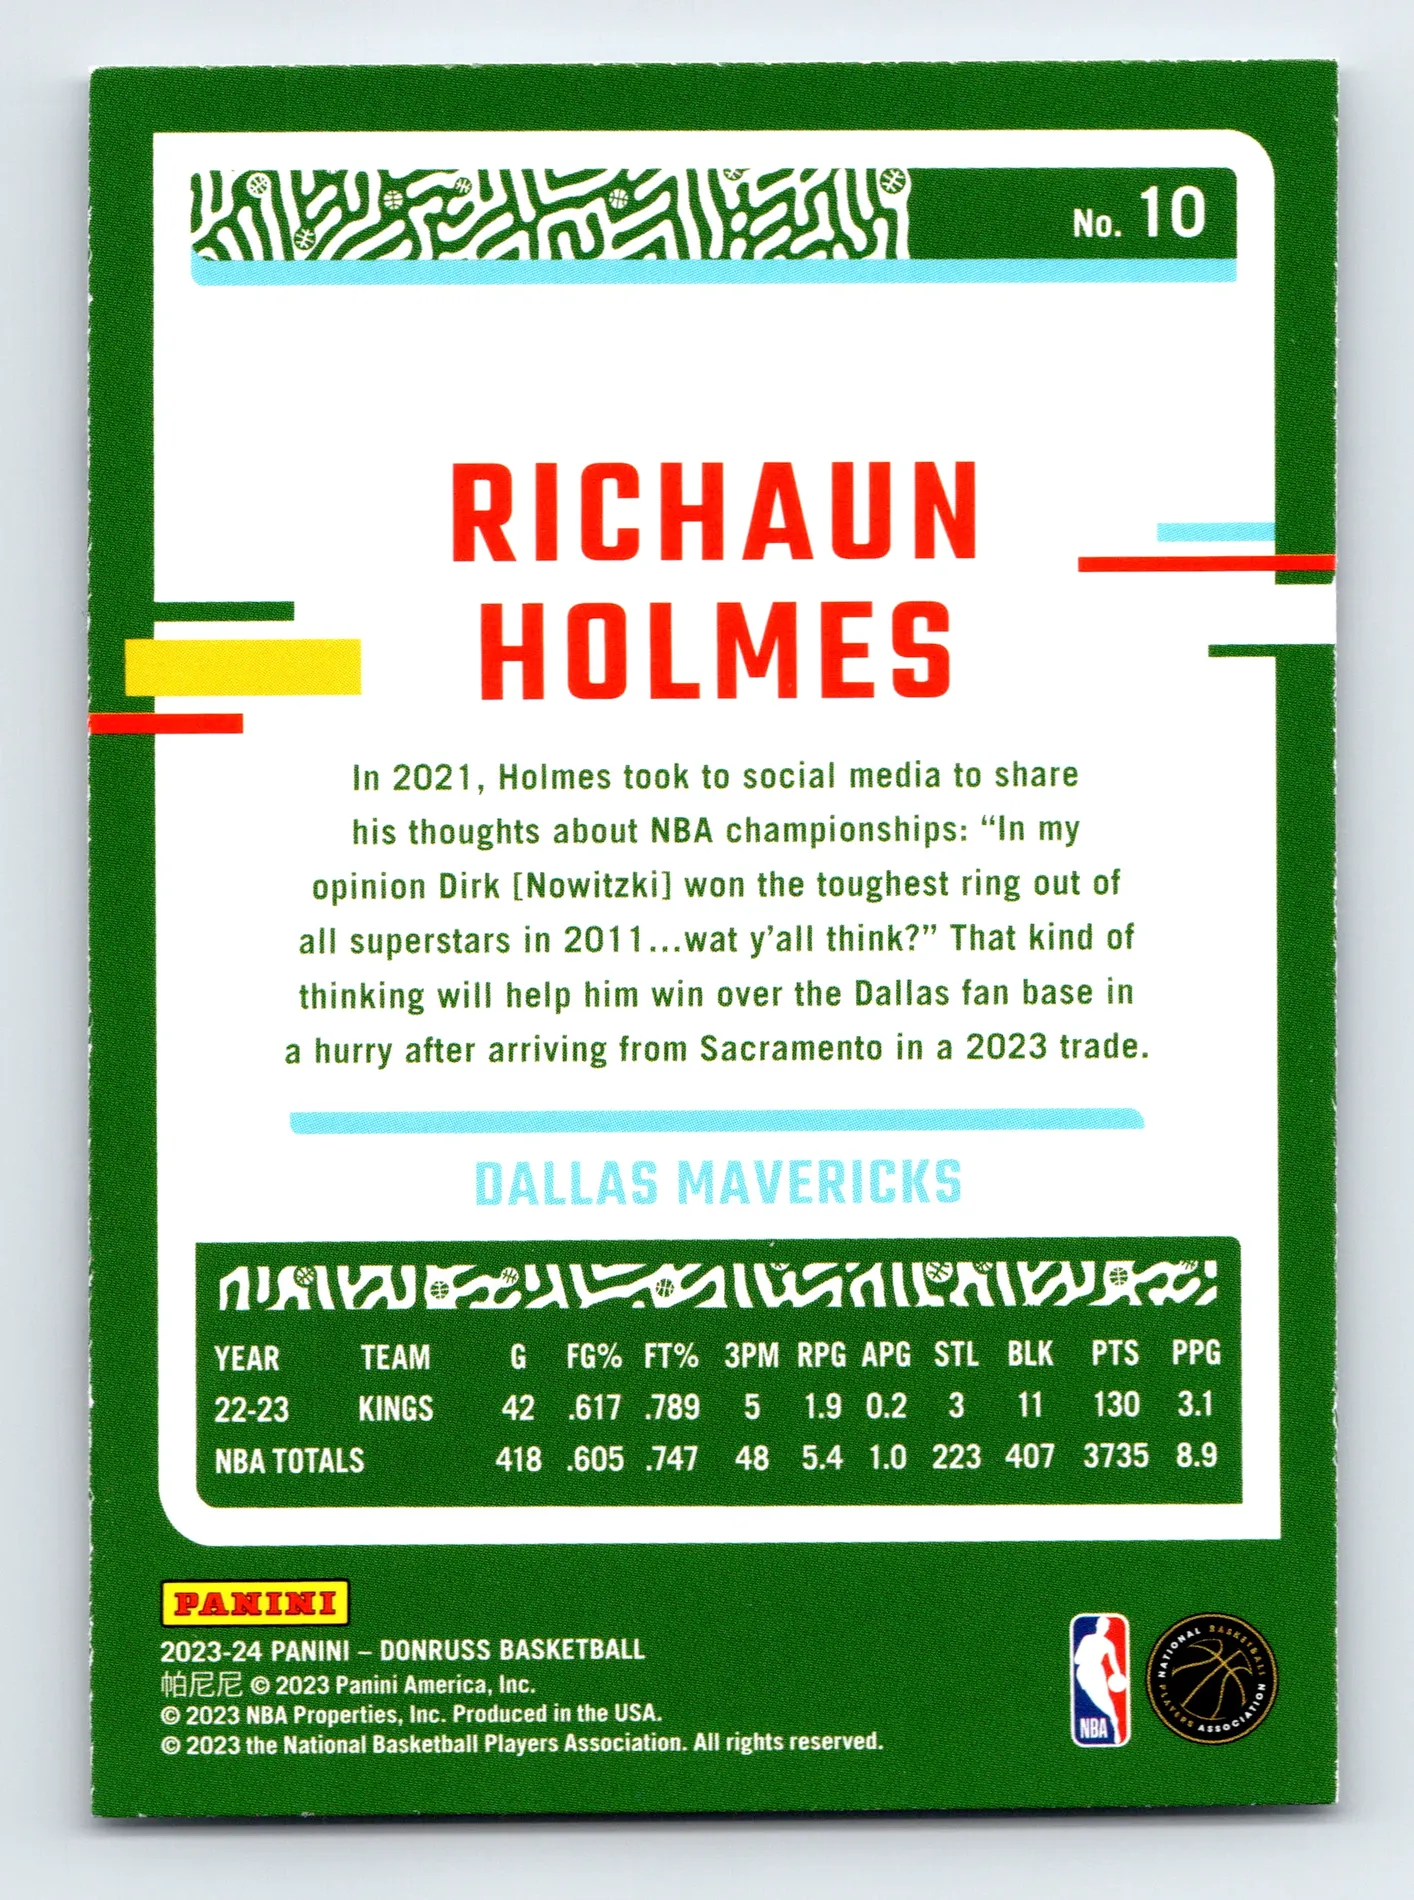 No. 10
RICHAUN
HOLMES
In 2021, Holmes took to social media to share
his thoughts about NBA championships: “In my
opinion Dirk [Nowitzki] won the toughest ring out of
all superstars in 2011...wat y’all think?” That kind of
thinking will help him win over the Dallas fan base in
a hurry after arriving from Sacramento in a 2023 trade.
DALLAS MAVERICKS
YEAR TEAM G FG% FT% 3PM RPG APG STL BLK PTS PPG
22-23 KINGS 42 .617 .789 5 1.9 0.2 3 11 130 3.1
NBA TOTALS 418 .605 .747 48 5.4 1.0 223 407 3735 8.9
PANINI
2023-24 PANINI – DONRUSS BASKETBALL
帕尼尼 © 2023 Panini America, Inc.
© 2023 NBA Properties, Inc. Produced in the USA.
© 2023 the National Basketball Players Association. All rights reserved.
NBA
NATIONAL BASKETBALL PLAYERS ASSOCIATION